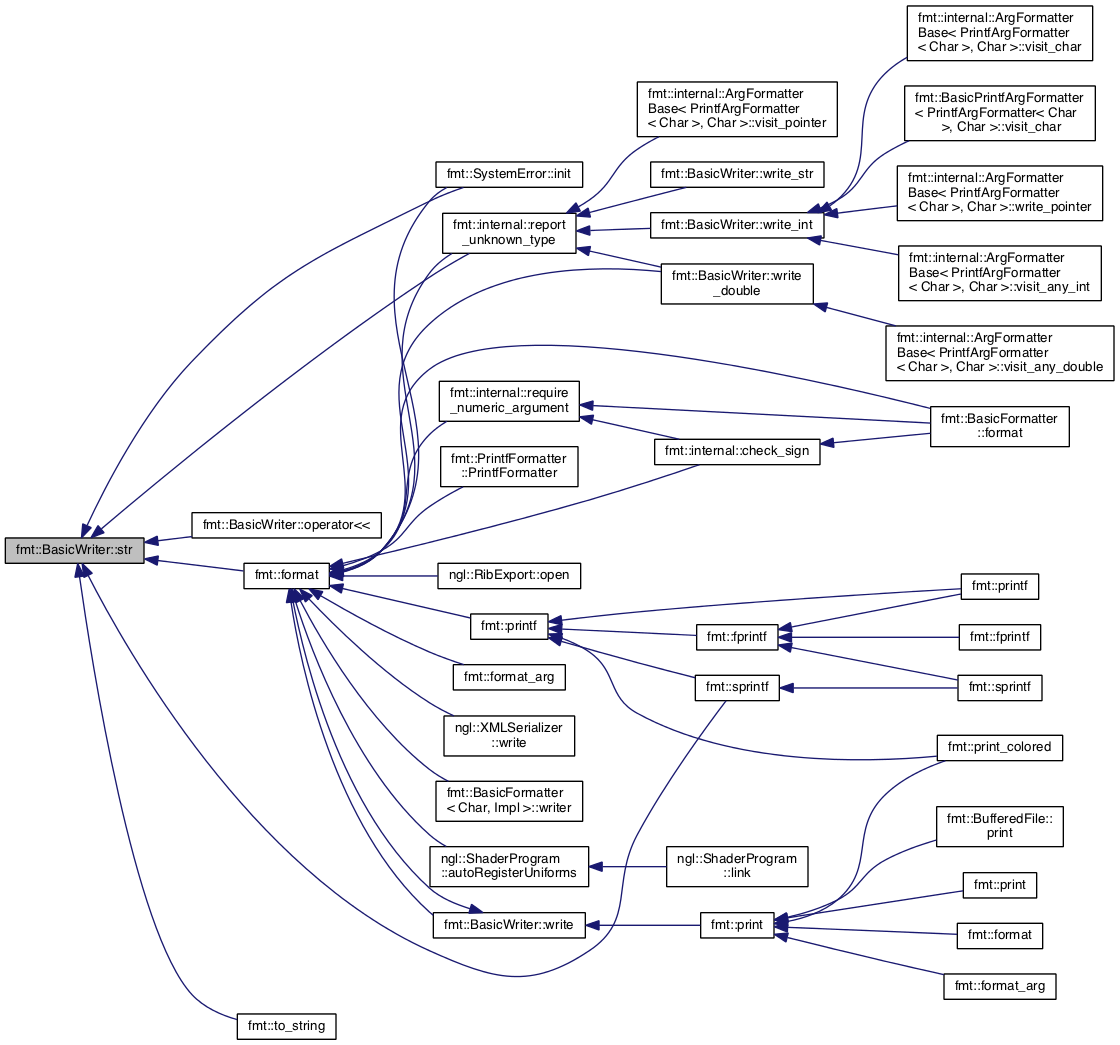 fmt::internal::ArgFormatter
Base< PrintfArgFormatter
< Char >, Char >::visit_char
fmt::internal::ArgFormatter
Base< PrintfArgFormatter
< Char >, Char >::visit_pointer
fmt::BasicPrintfArgFormatter
< PrintfArgFormatter< Char
>, Char >::visit_char
fmt::SystemError::init
fmt::BasicWriter::write_str
fmt::internal::ArgFormatter
Base< PrintfArgFormatter
< Char >, Char >::write_pointer
fmt::internal::report
_unknown_type
fmt::BasicWriter::write_int
fmt::internal::ArgFormatter
Base< PrintfArgFormatter
< Char >, Char >::visit_any_int
fmt::BasicWriter::write
_double
fmt::internal::ArgFormatter
Base< PrintfArgFormatter
< Char >, Char >::visit_any_double
fmt::internal::require
_numeric_argument
fmt::BasicFormatter
::format
fmt::internal::check_sign
fmt::PrintfFormatter
::PrintfFormatter
fmt::BasicWriter::operator<<
fmt::BasicWriter::str
fmt::format
ngl::RibExport::open
fmt::printf
fmt::printf
fmt::fprintf
fmt::fprintf
fmt::format_arg
fmt::sprintf
fmt::sprintf
ngl::XMLSerializer
::write
fmt::print_colored
fmt::BasicFormatter
< Char, Impl >::writer
fmt::BufferedFile::
print
ngl::ShaderProgram
::autoRegisterUniforms
ngl::ShaderProgram
::link
fmt::print
fmt::BasicWriter::write
fmt::print
fmt::format
fmt::format_arg
fmt::to_string